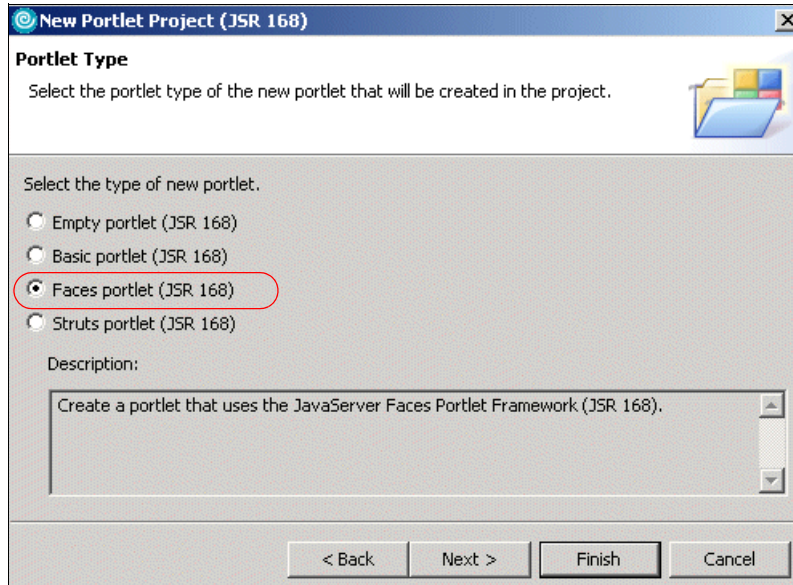 New Portlet Project (JSR 168)
Portlet Type
Select the portlet type of the new portlet that will be created in the project.
Select the type of new portlet.
Empty portlet (JSR 168)
Basic portlet (JSR 168)
Faces portlet (JSR 168)
Struts portlet (JSR 168)
Description:
Create a portlet that uses the JavaServer Faces Portlet Framework (JSR 168).
< Back Next > Finish Cancel